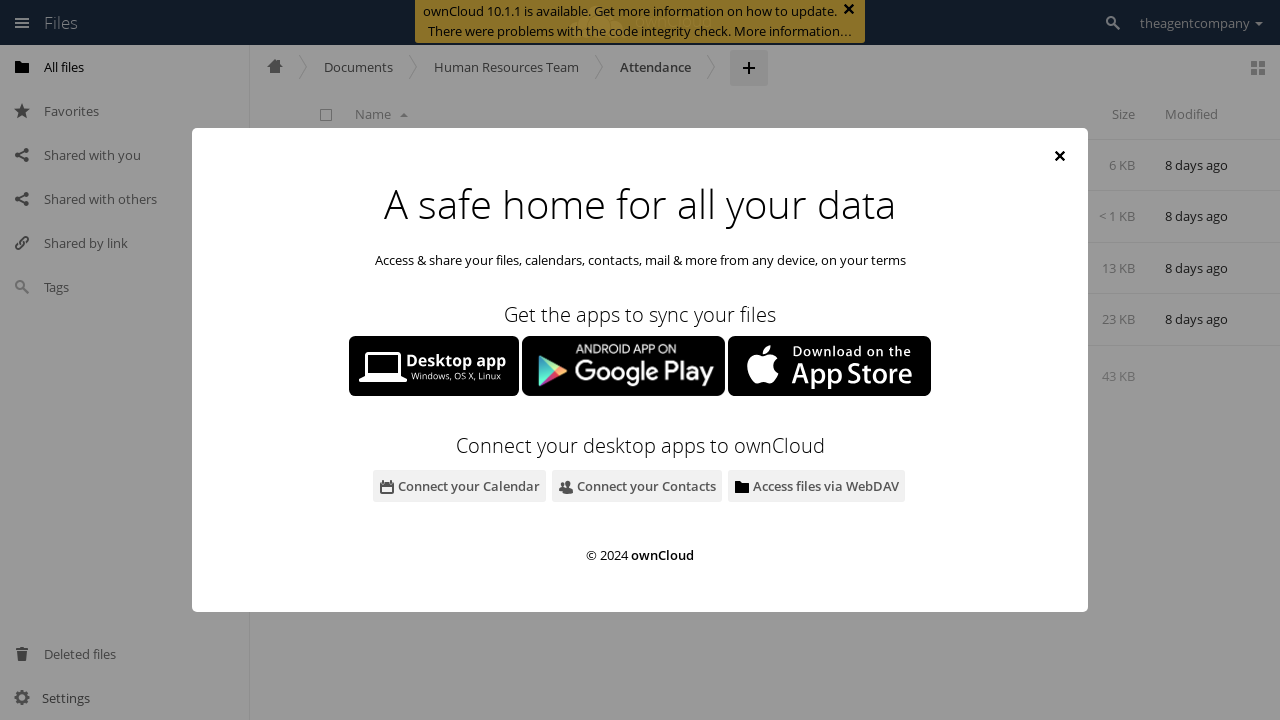 Files
ownCloud 10.1.1 is available. Get more information on how to update.
There were problems with the code integrity check. More information…
theagentcompany
All files
Favorites
Shared with you
Shared with others
Shared by link
Tags
Deleted files
Settings
Documents
Human Resources Team
Attendance
Name
Size
Modified
6 KB
8 days ago
< 1 KB
8 days ago
13 KB
8 days ago
23 KB
8 days ago
43 KB
A safe home for all your data
Access & share your files, calendars, contacts, mail & more from any device, on your terms
Get the apps to sync your files
Desktop app
Windows, OS X, Linux
ANDROID APP ON
Google Play
Download on the
App Store
Connect your desktop apps to ownCloud
Connect your Calendar
Connect your Contacts
Access files via WebDAV
© 2024 ownCloud